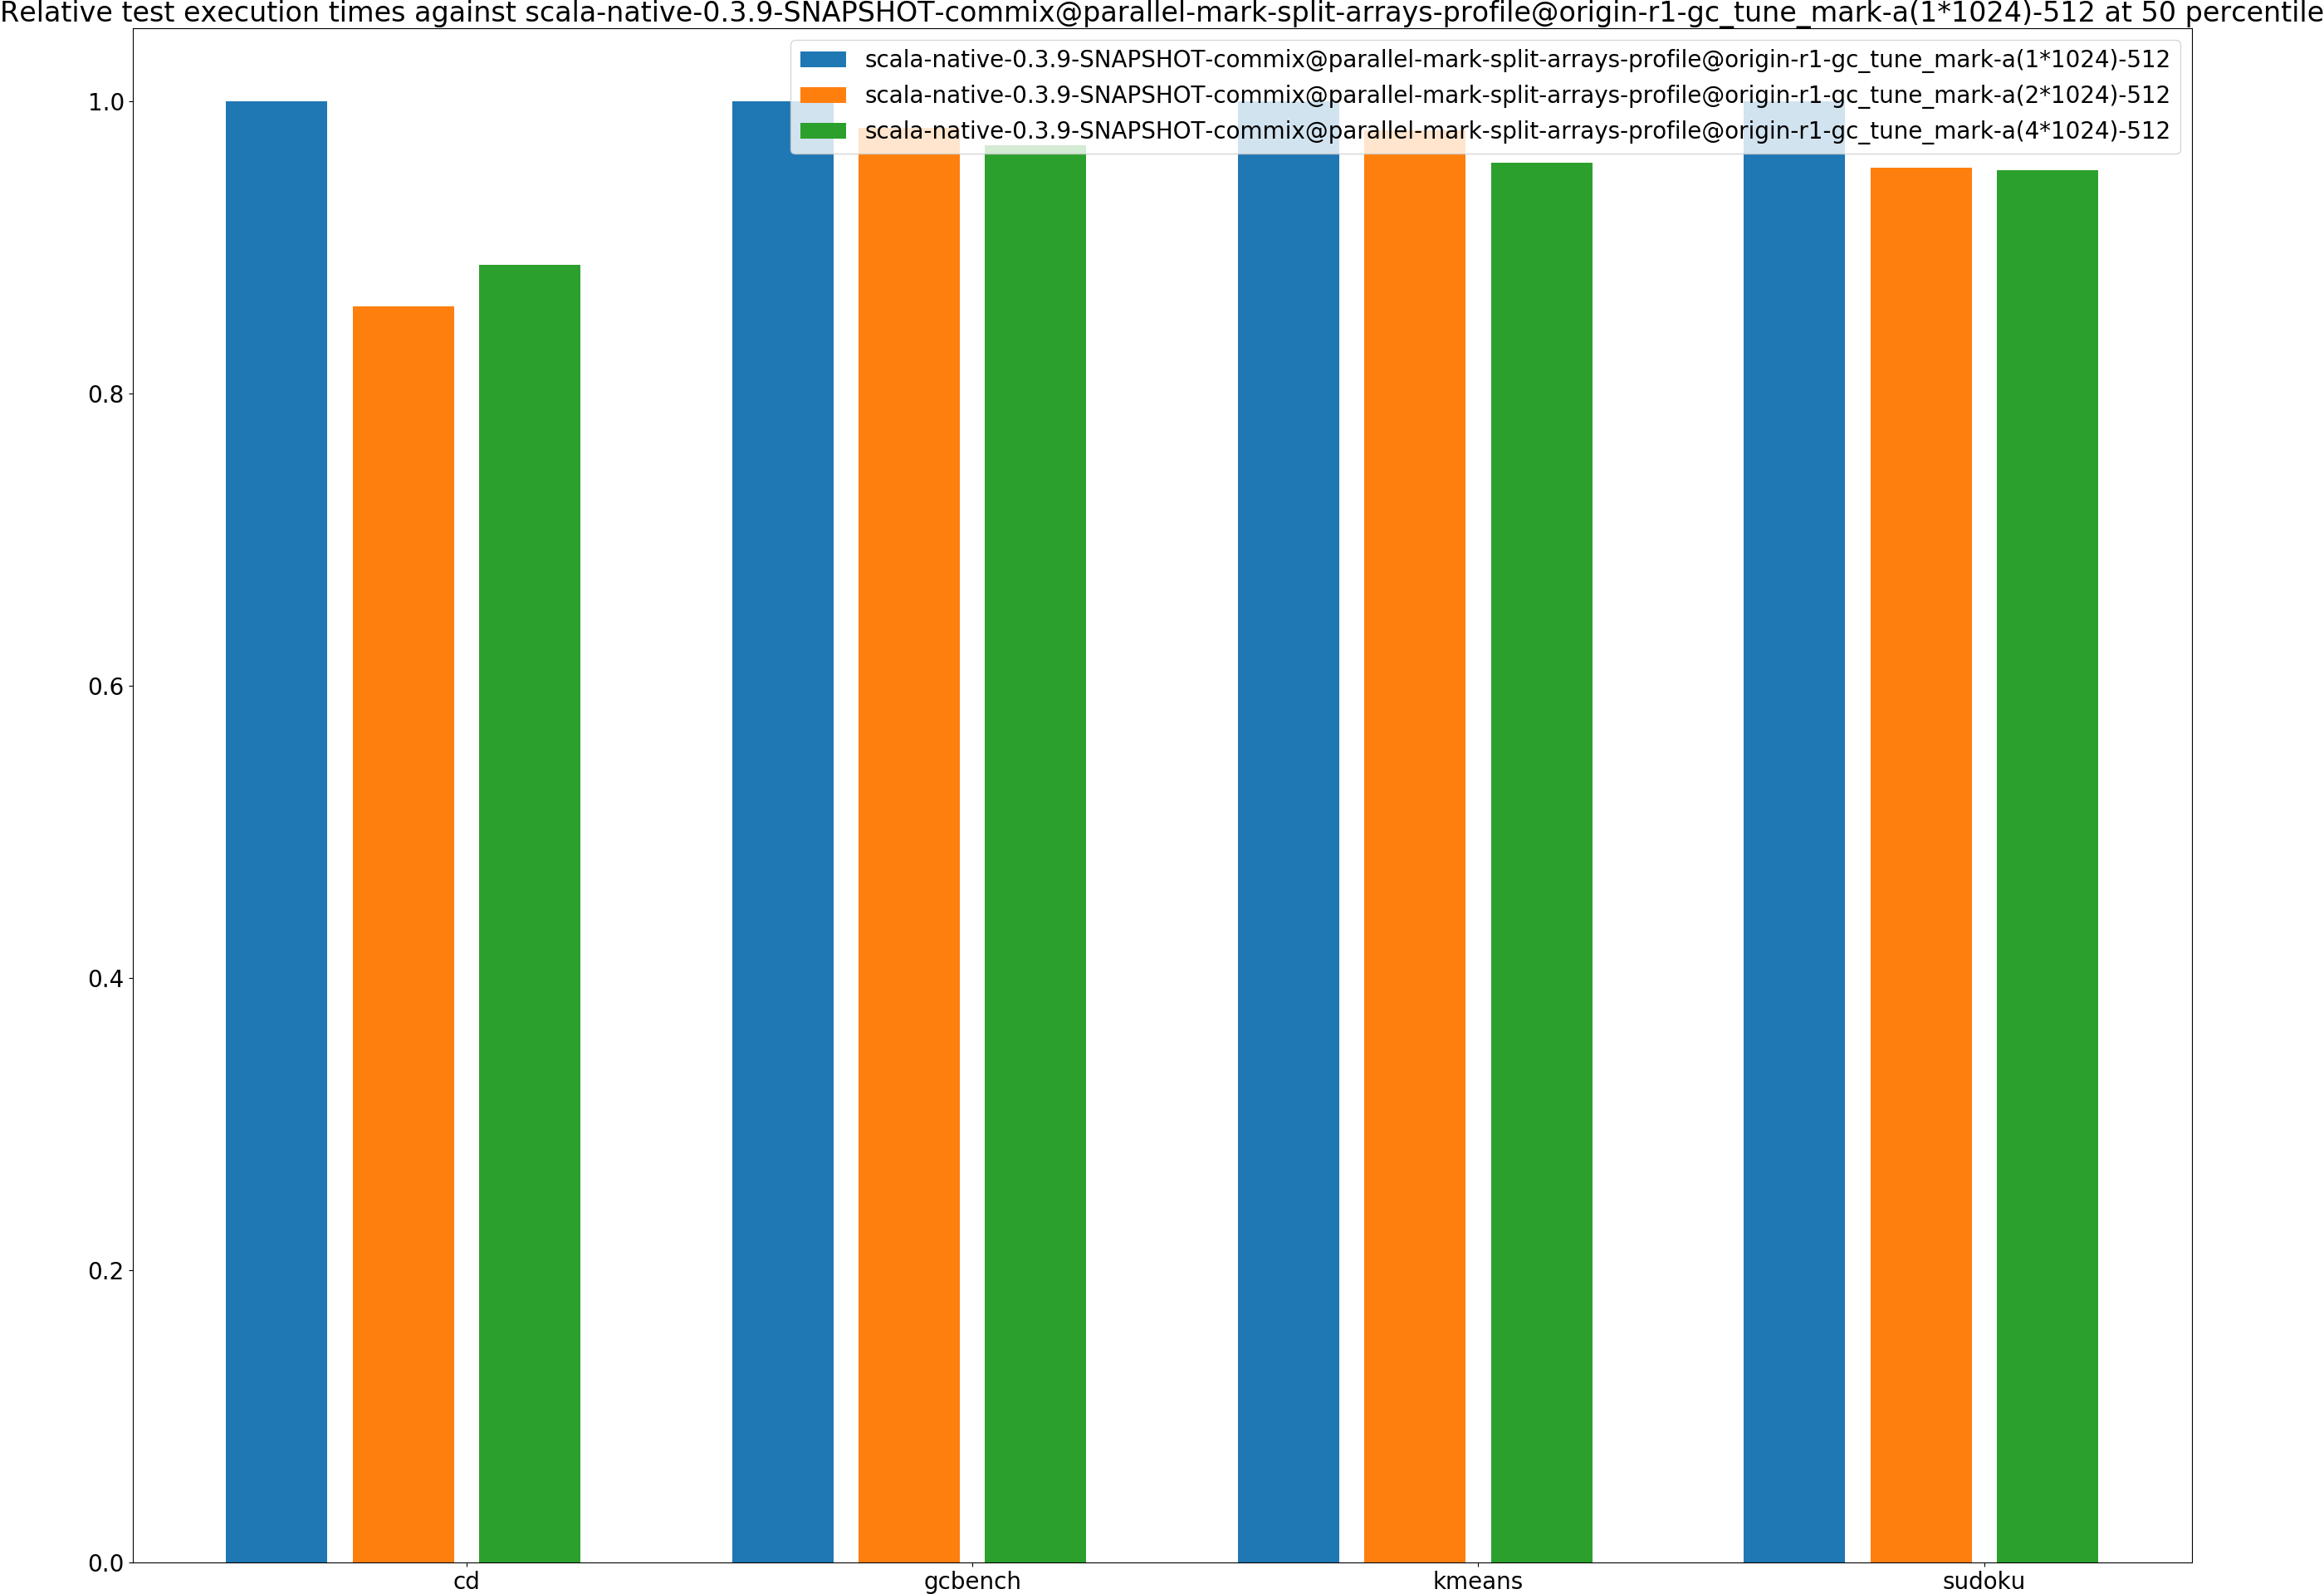 Relative test execution times against scala-native-0.3.9-SNAPSHOT-commix@parallel-mark-split-arrays-profile@origin-r1-gc_tune_mark-a(1*1024)-512 at 50 percentile
scala-native-0.3.9-SNAPSHOT-commix@parallel-mark-split-arrays-profile@origin-r1-gc_tune_mark-a(1*1024)-512
scala-native-0.3.9-SNAPSHOT-commix@parallel-mark-split-arrays-profile@origin-r1-gc_tune_mark-a(2*1024)-512
scala-native-0.3.9-SNAPSHOT-commix@parallel-mark-split-arrays-profile@origin-r1-gc_tune_mark-a(4*1024)-512
1.0
0.8
0.6
0.4
0.2
0.0
cd gcbench kmeans sudoku